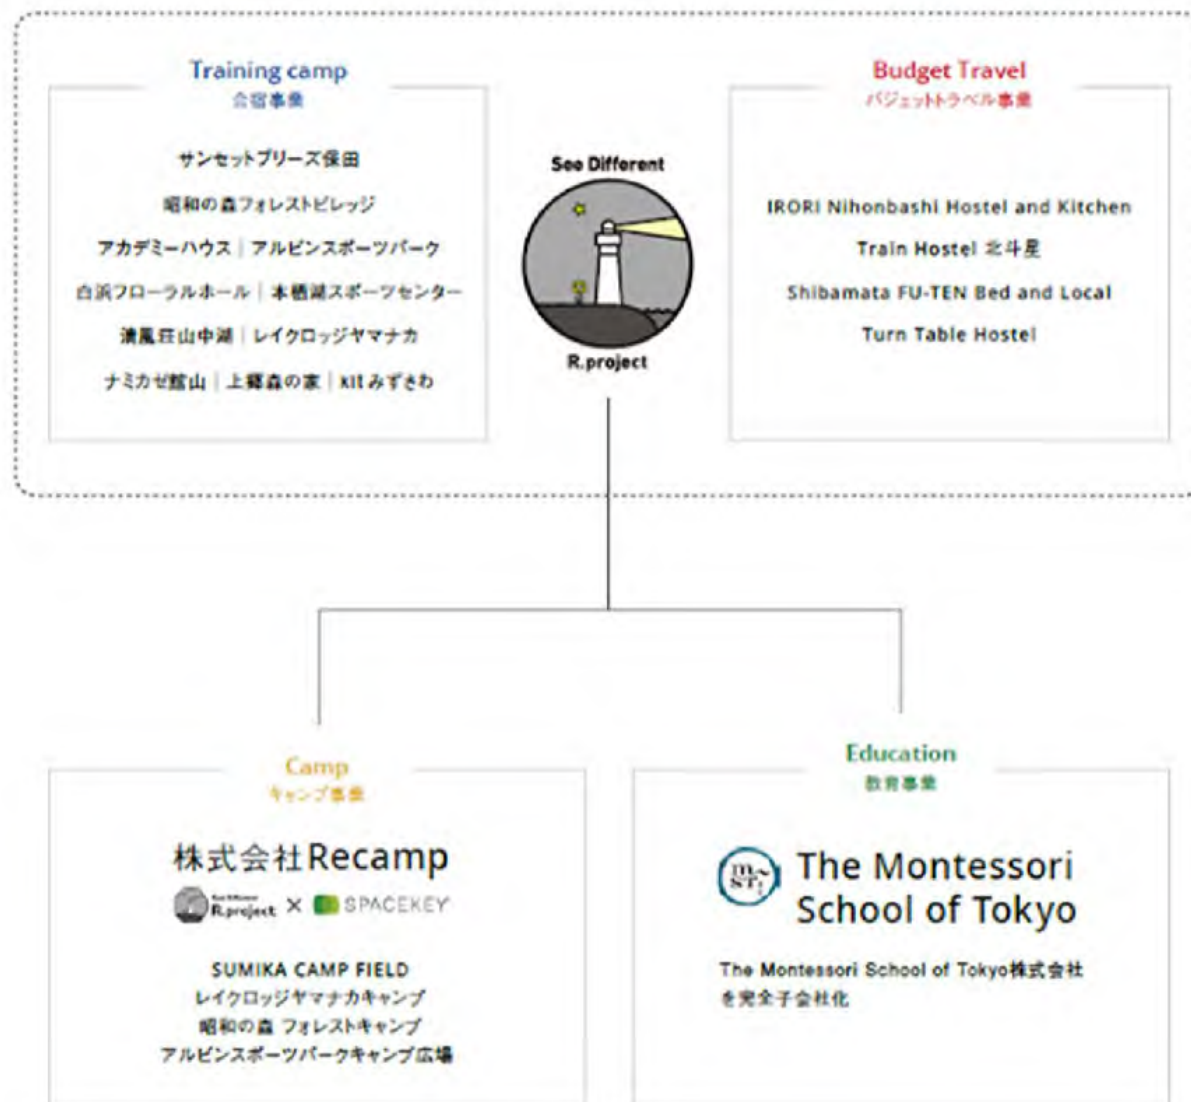 Training camp
合宿事業
サンセットブリーズ保田
昭和の森フォレストビレッジ
アカデミーハウス | アルビンスポーツパーク
白浜フローラルホール | 本栖湖スポーツセンター
清風荘山中湖 | レイクロッジヤマナカ
ナミカゼ館山 | 上郷森の家 | kitみずさわ
See Different
R.project
Budget Travel
バジェットトラベル事業
IRORI Nihonbashi Hostel and Kitchen
Train Hostel 北斗星
Shibamata FU-TEN Bed and Local
Turn Table Hostel
Camp
キャンプ事業
株式会社Recamp
See Different
R.project × SPACEKEY
SUMIKA CAMP FIELD
レイクロッジヤマナカキャンプ
昭和の森 フォレストキャンプ
アルビンスポーツパークキャンプ広場
Education
教育事業
m~
ST!
The Montessori
School of Tokyo
The Montessori School of Tokyo株式会社
を完全子会社化